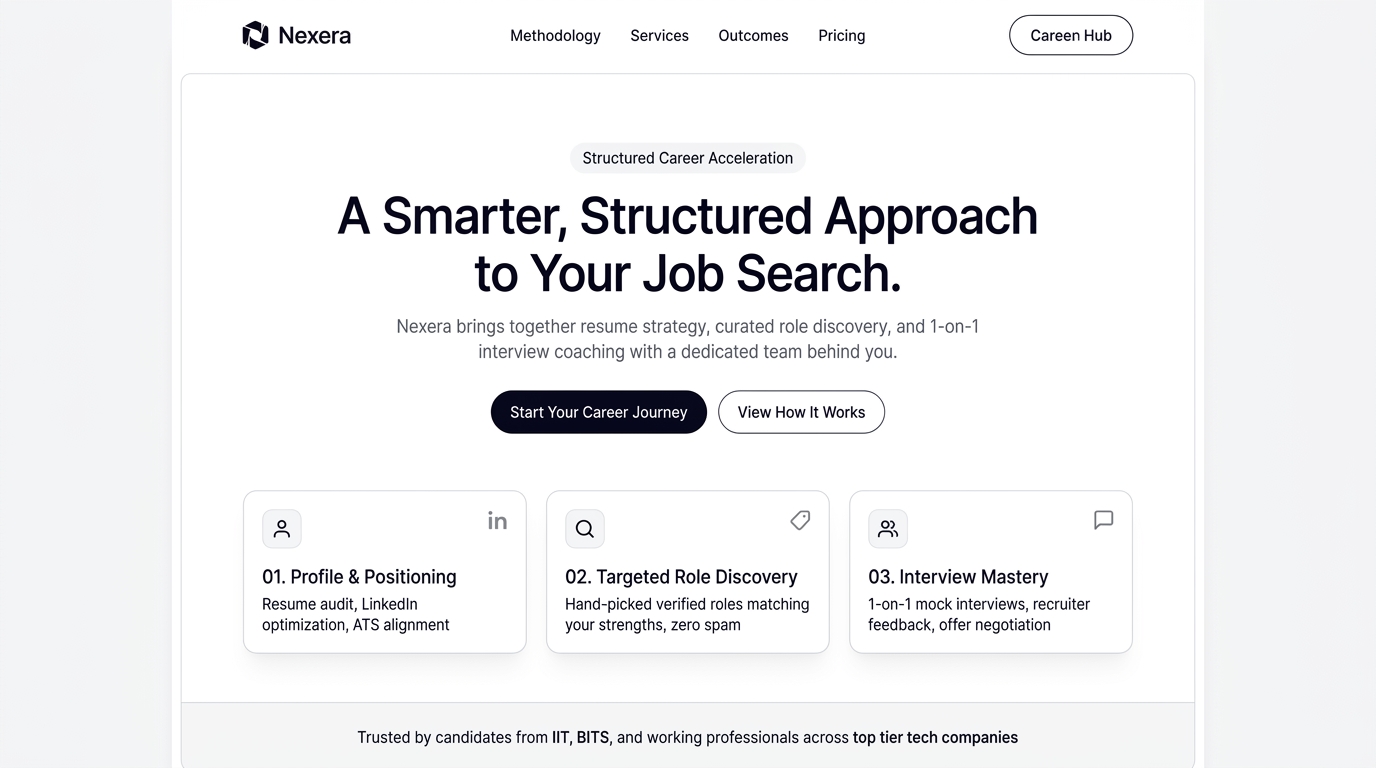 Nexera
Methodology
Services
Outcomes
Pricing
Careen Hub
Structured Career Acceleration
A Smarter, Structured Approach
to Your Job Search.
Nexera brings together resume strategy, curated role discovery, and 1-on-1
interview coaching with a dedicated team behind you.
Start Your Career Journey
View How It Works
in
01. Profile & Positioning
Resume audit, LinkedIn
optimization, ATS alignment
02. Targeted Role Discovery
Hand-picked verified roles matching
your strengths, zero spam
03. Interview Mastery
1-on-1 mock interviews, recruiter
feedback, offer negotiation
Trusted by candidates from IIT, BITS, and working professionals across top tier tech companies